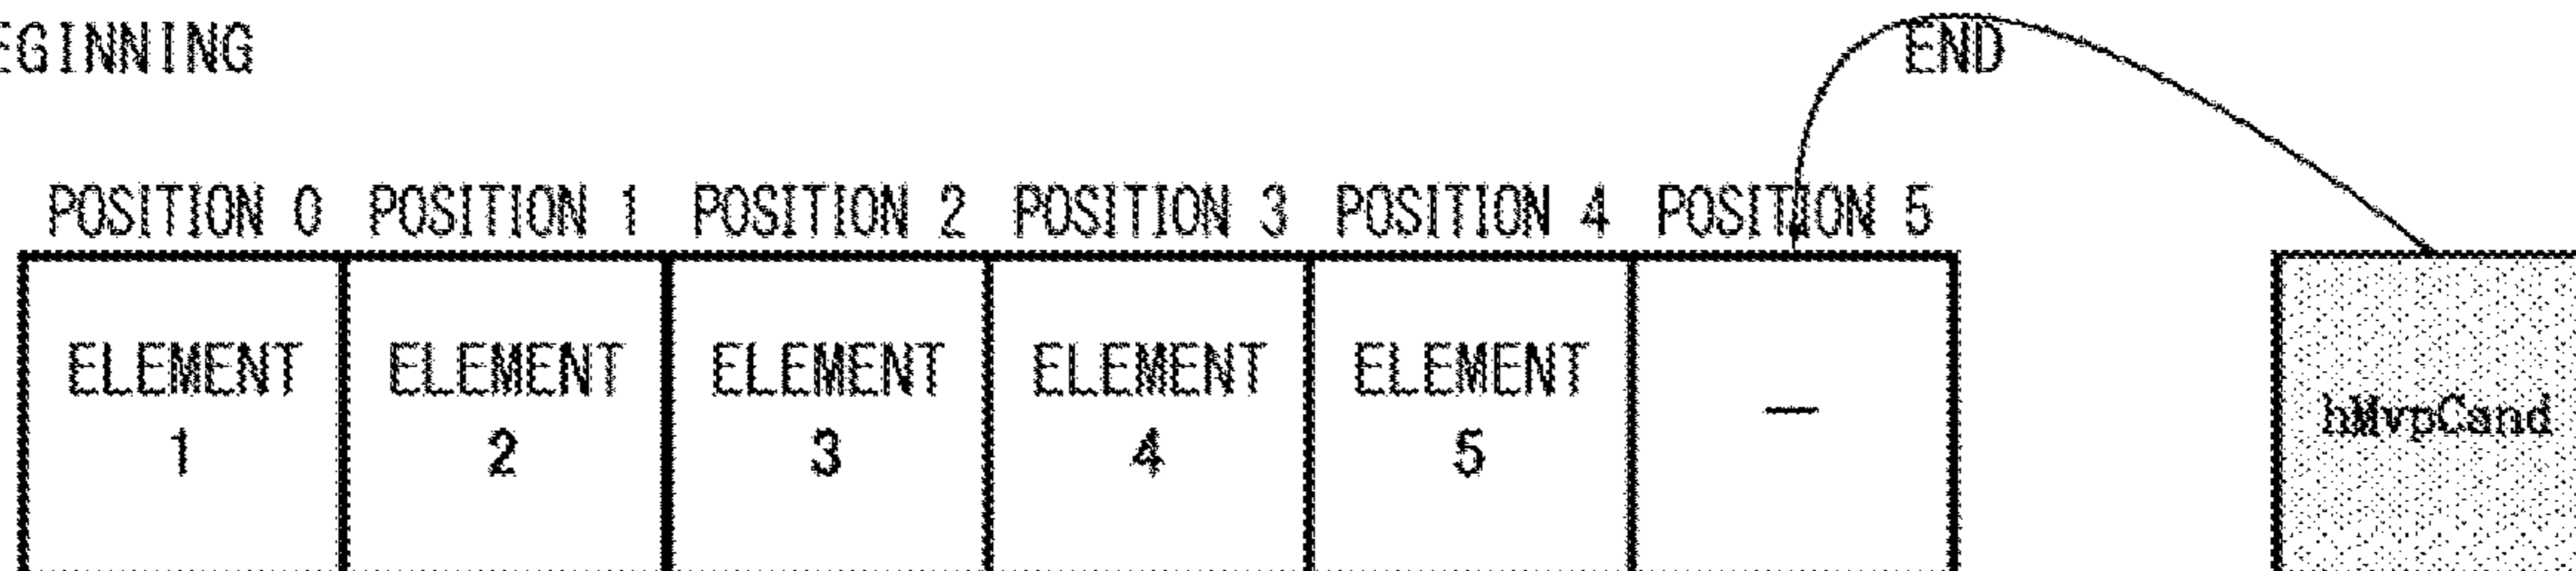 EGINNING END
POSITION 0 POSITION 1 POSITION 2 POSITION 3 POSITION 4 POSITION 5
ELEMENT ELEMENT ELEMENT ELEMENT ELEMENT –
1 2 3 4 5
hMvpCand